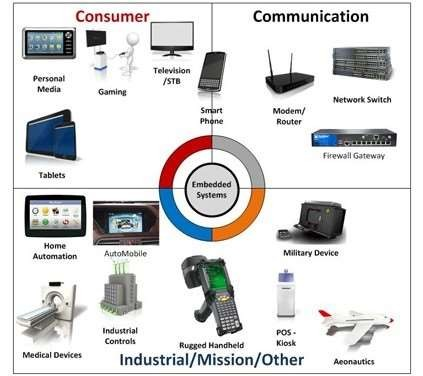 Consumer
Communication
Personal
Media
Gaming
Television
/STB
Smart
Phone
Modem/
Router
Network Switch
Firewall Gateway
Tablets
Embedded
Systems
Home
Automation
AutoMobile
Military Device
Medical Devices
Industrial
Controls
Rugged Handheld
POS -
Kiosk
Aeonautics
Industrial/Mission/Other